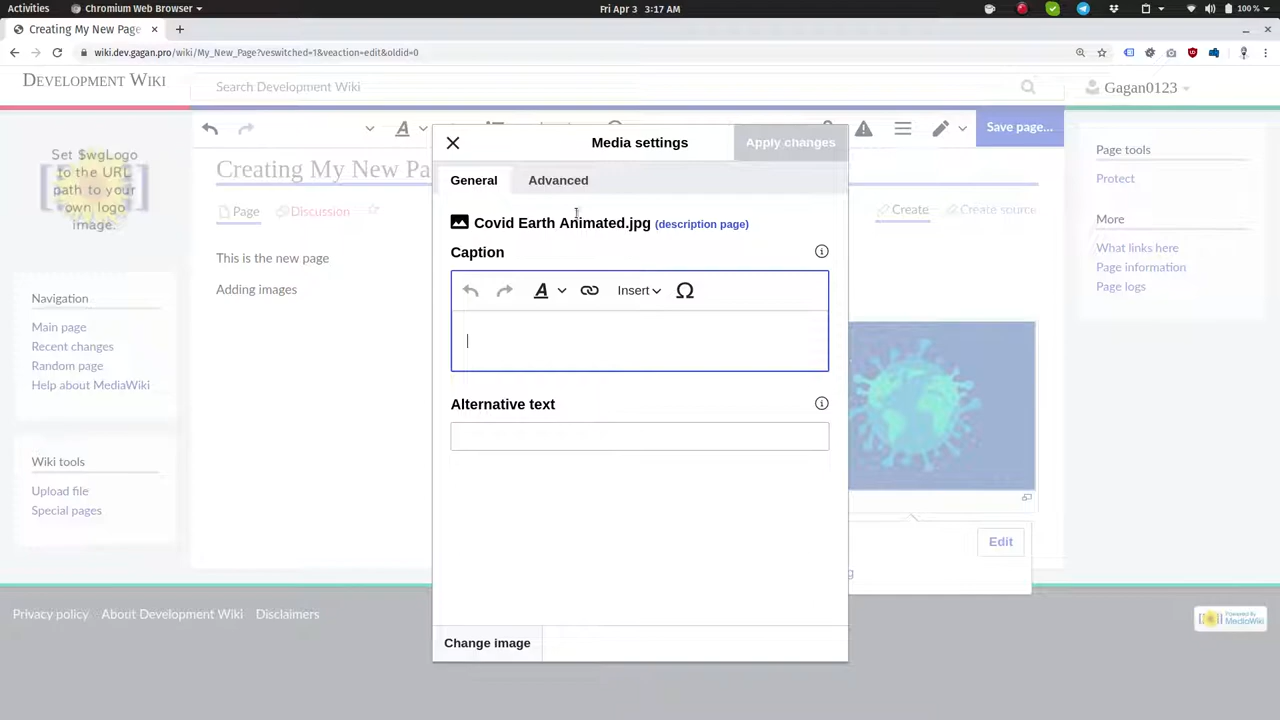 Activities
Chromium Web Browser
Fri Apr 3 3:17 AM
100 %
Creating My New Page
wiki.dev.gagan.pro/wiki/My_New_Page?veswitched=1&veaction=edit&oldid=0
Development Wiki
Search Development Wiki
Gagan0123
Save page...
Set $wgLogo
to the URL
path to your
own logo
image.
Creating My New Pa
Page
Discussion
Create
Create source
This is the new page
Adding images
Navigation
Main page
Recent changes
Random page
Help about MediaWiki
Wiki tools
Upload file
Special pages
Media settings
Apply changes
General
Advanced
Covid Earth Animated.jpg (description page)
Caption
A
Insert
Ω
Alternative text
Change image
Edit
Page tools
Protect
More
What links here
Page information
Page logs
Privacy policy
About Development Wiki
Disclaimers
Powered By
MediaWiki